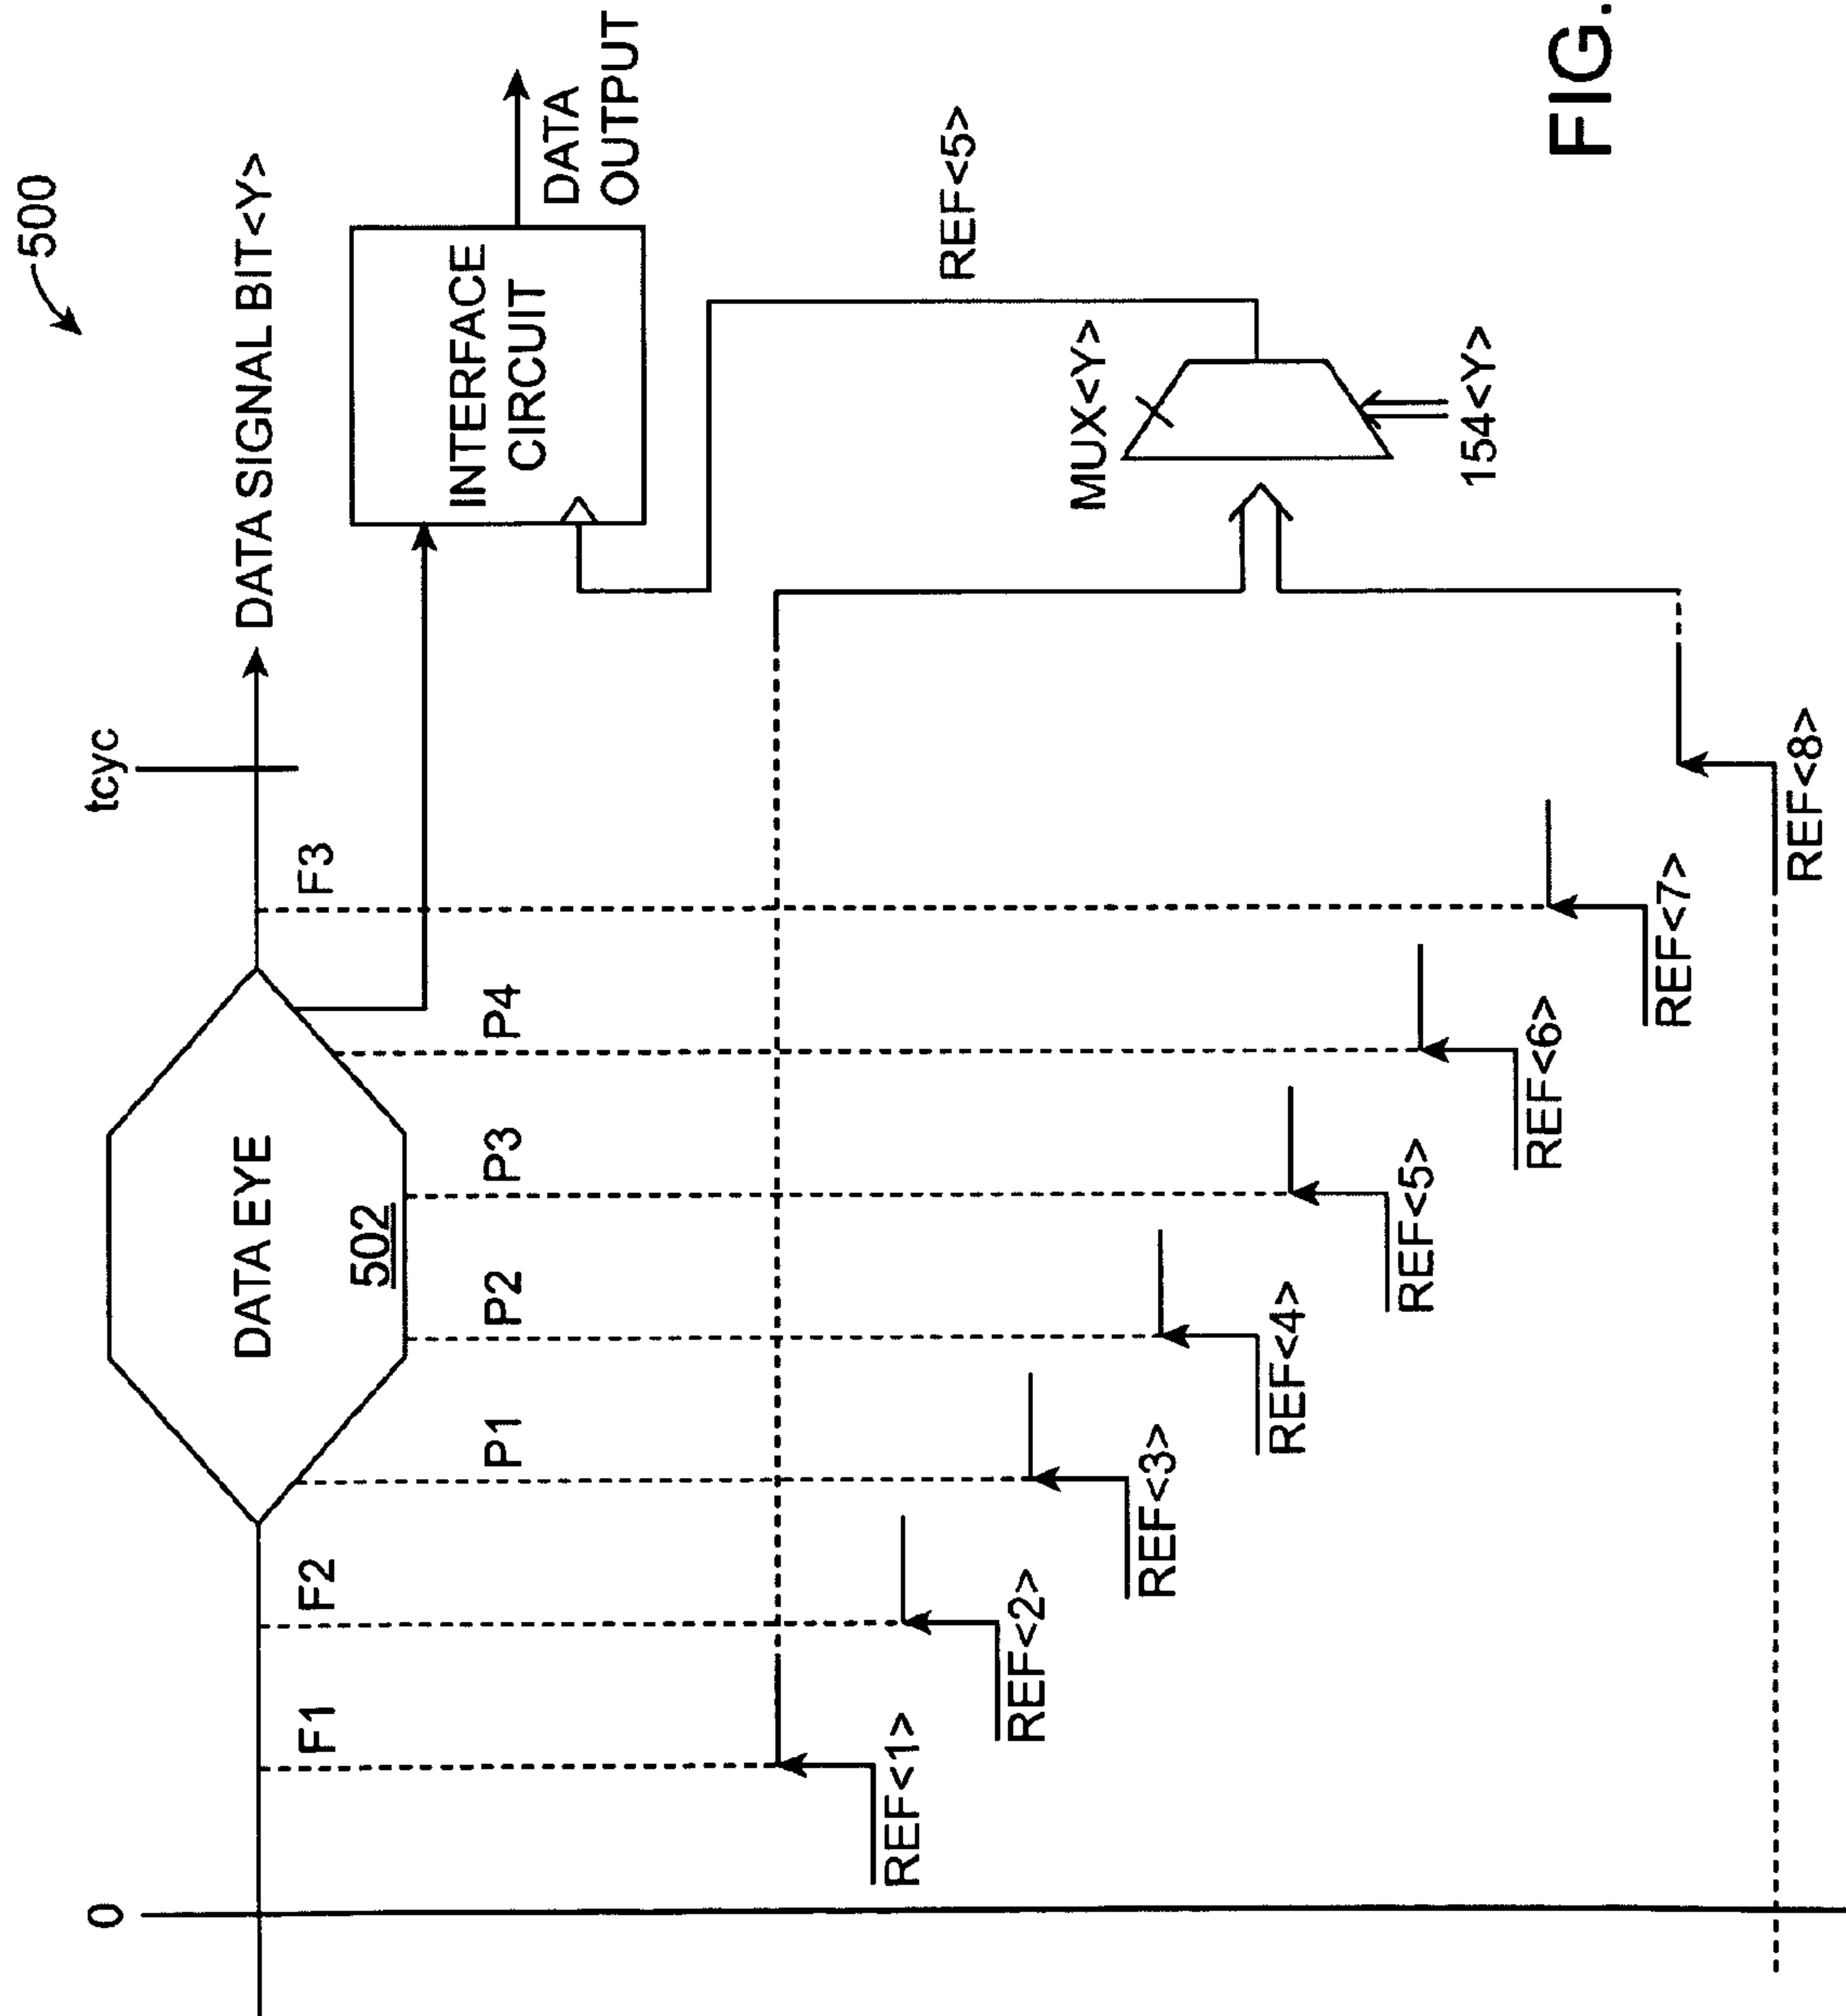 500
0
tcyc
DATA SIGNAL BIT<Y>
DATA EYE
502
F1
F2
F3
P1
P2
P3
P4
INTERFACE
CIRCUIT
DATA
OUTPUT
REF<1>
REF<2>
REF<3>
REF<4>
REF<5>
REF<6>
REF<7>
REF<8>
REF<5>
MUX<Y>
154<Y>
FIG.